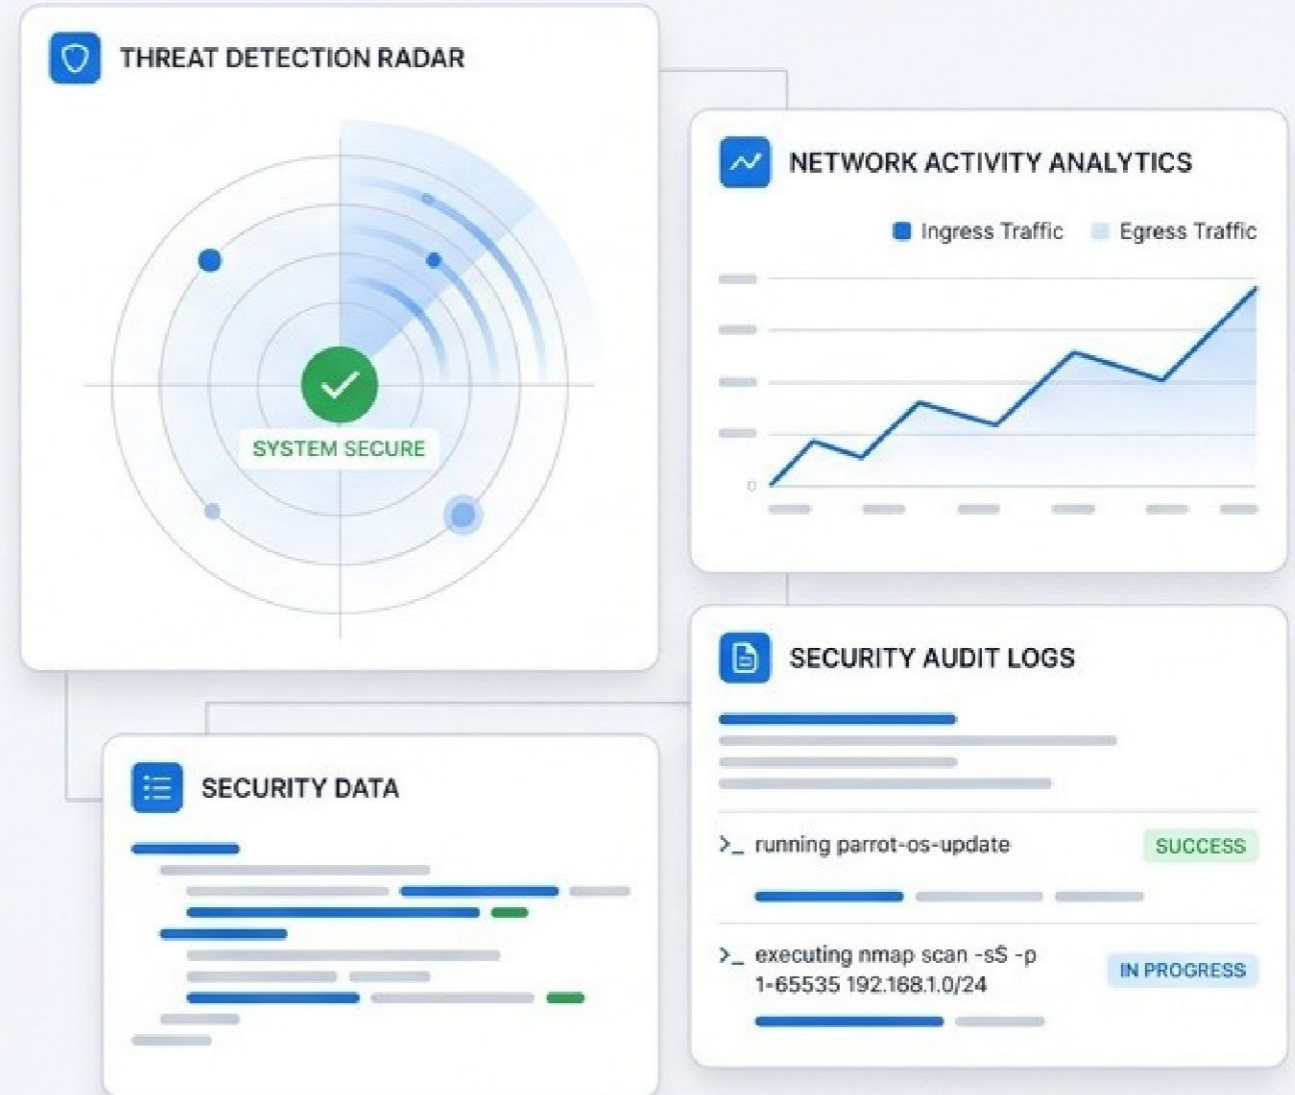 THREAT DETECTION RADAR
SYSTEM SECURE
NETWORK ACTIVITY ANALYTICS
Ingress Traffic
Egress Traffic
0
SECURITY DATA
SECURITY AUDIT LOGS
>_ running parrot-os-update
SUCCESS
>_ executing nmap scan -sS -p
1-65535 192.168.1.0/24
IN PROGRESS